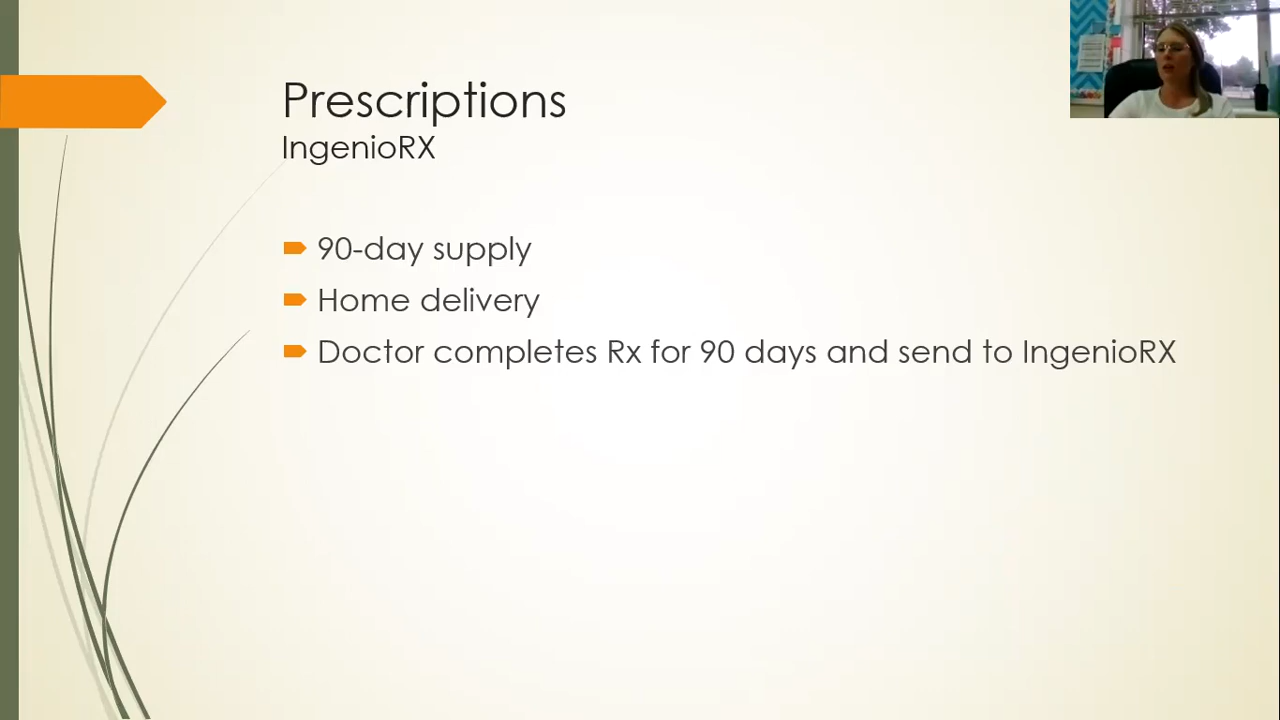 Prescriptions
IngenioRX
90-day supply
Home delivery
Doctor completes Rx for 90 days and send to IngenioRX